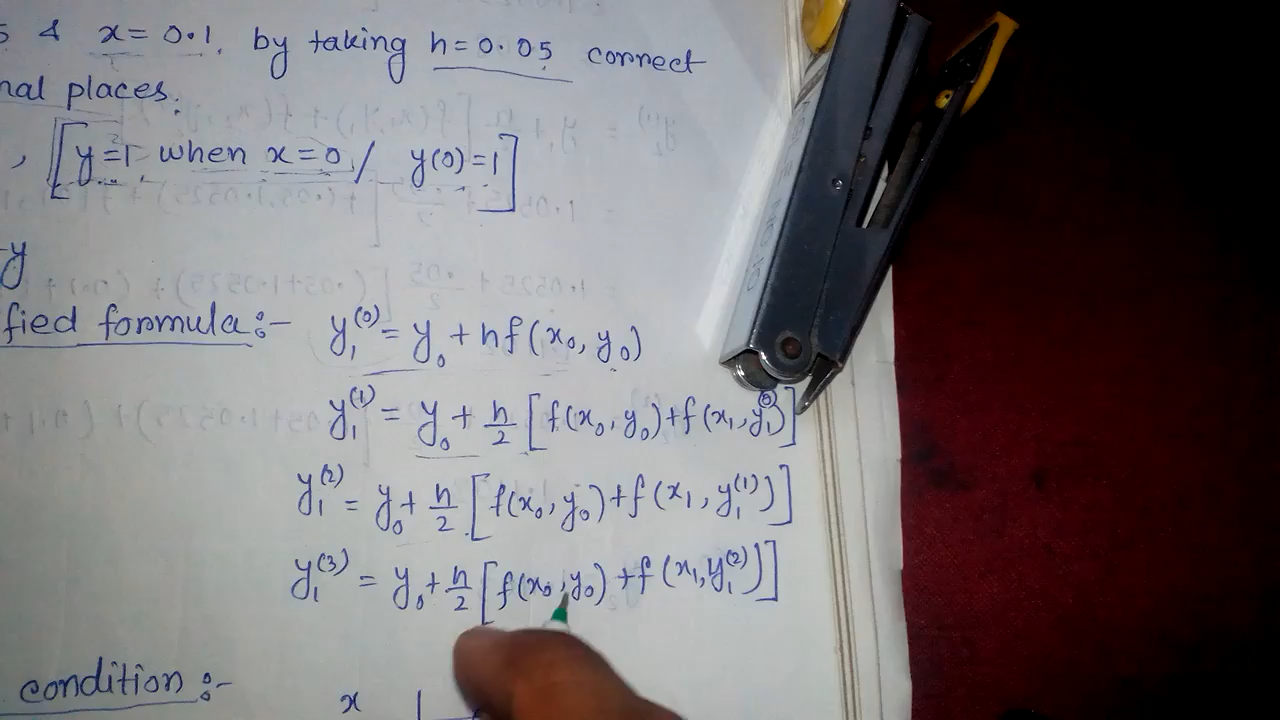 5 & x = 0.1. by taking h = 0.05 correct
nal places.
, [y = 1 when x = 0 / y(0) = 1]
-y
fied formula :- y₁⁽⁰⁾ = y₀ + hf(x₀, y₀)
y₁⁽¹⁾ = y₀ + h/2 [f(x₀, y₀) + f(x₁, y₁⁽⁰⁾)]
y₁⁽²⁾ = y₀ + h/2 [f(x₀, y₀) + f(x₁, y₁⁽¹⁾)]
y₁⁽³⁾ = y₀ + h/2 [f(x₀, y₀) + f(x₁, y₁⁽²⁾)]
condition :- x